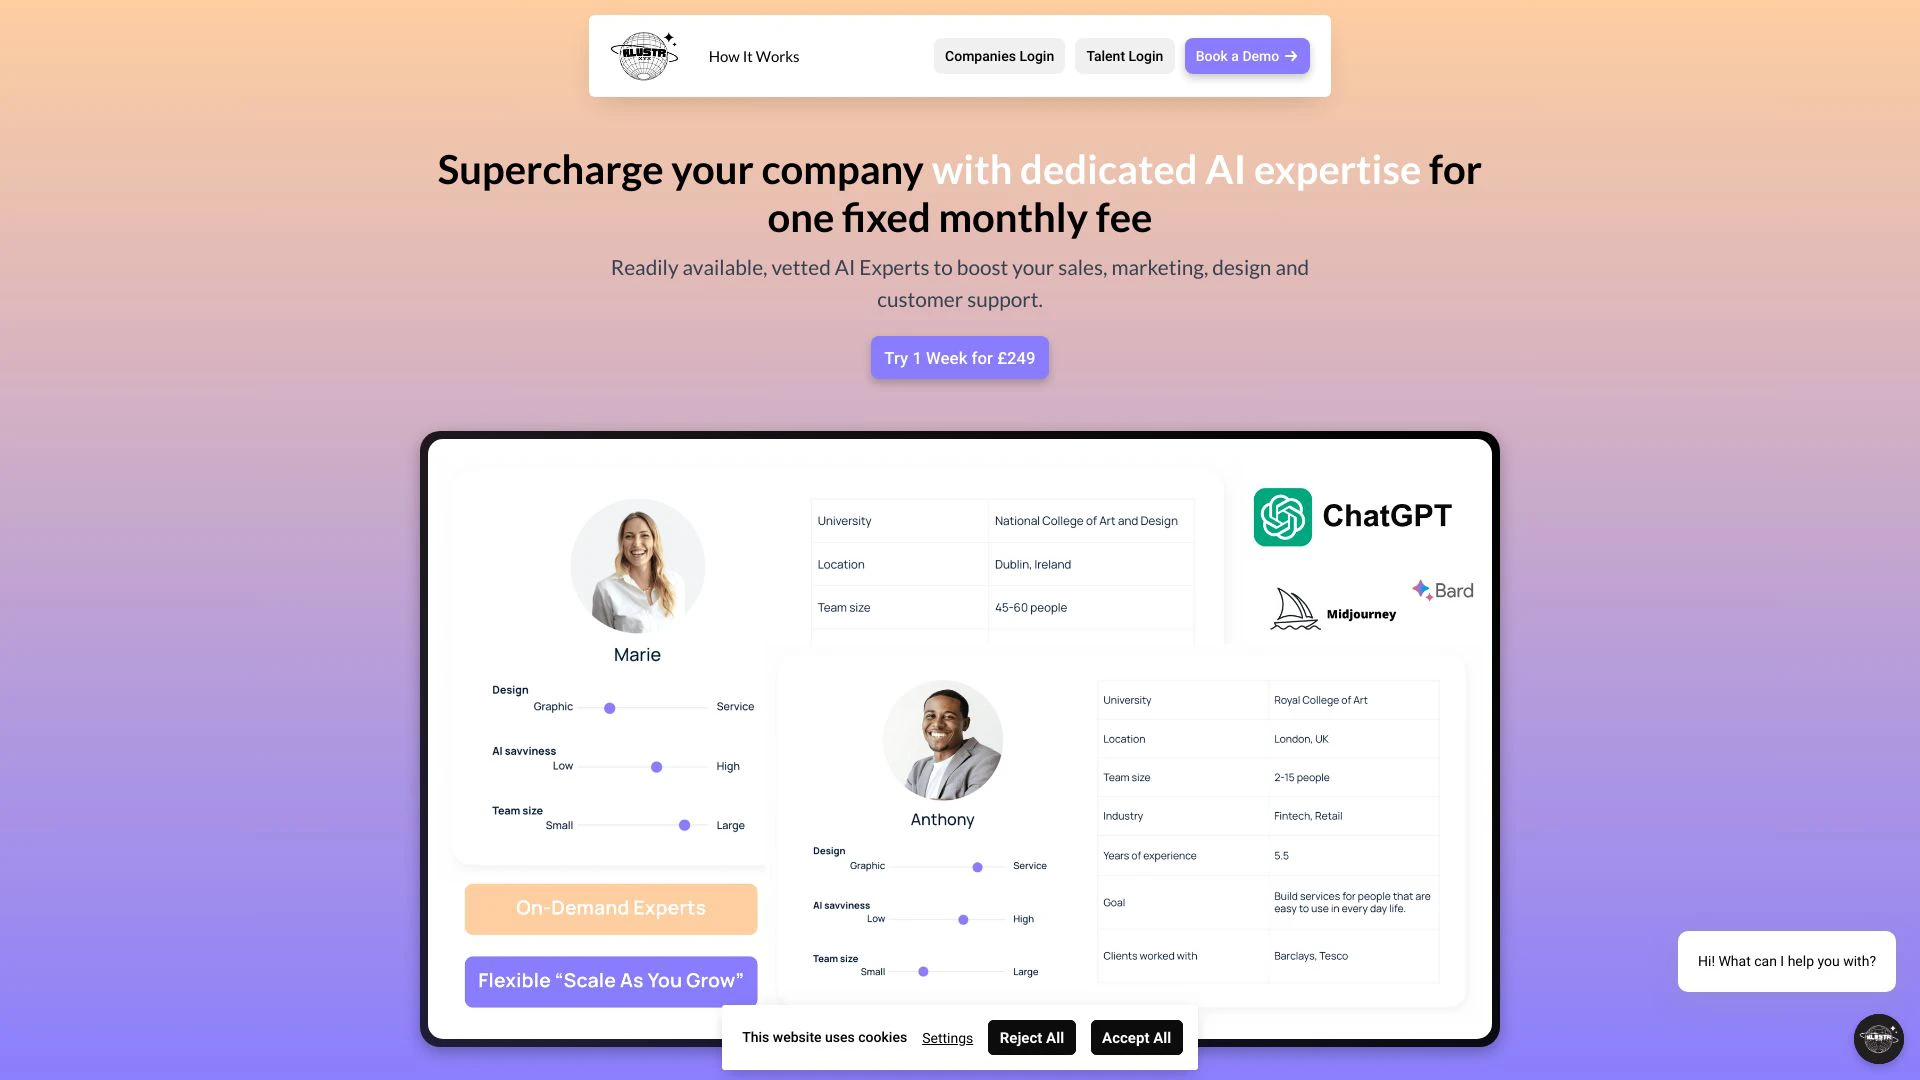 KLUSTR
XYZ
How It Works
Companies Login
Talent Login
Book a Demo
Supercharge your company with dedicated AI expertise for
one fixed monthly fee
Readily available, vetted AI Experts to boost your sales, marketing, design and
customer support.
Try 1 Week for £249
Marie
Design
Graphic Service
AI savviness
Low High
Team size
Small Large
University National College of Art and Design
Location Dublin, Ireland
Team size 45-60 people
ChatGPT
Bard
Midjourney
Anthony
Design
Graphic Service
AI savviness
Low High
Team size
Small Large
University Royal College of Art
Location London, UK
Team size 2-15 people
Industry Fintech, Retail
Years of experience 5.5
Goal Build services for people that are
easy to use in every day life.
Clients worked with Barclays, Tesco
On-Demand Experts
Flexible “Scale As You Grow”
This website uses cookies Settings Reject All Accept All
Hi! What can I help you with?
KLUSTR